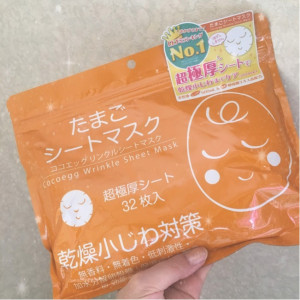 No.1
超極厚シート
たまご
シートマスク
ココエッグリンクルシートマスク
Cocoegg Wrinkle Sheet Mask
超極厚シート
32枚入
乾燥小じわ対策
無香料・無着色・低刺激性